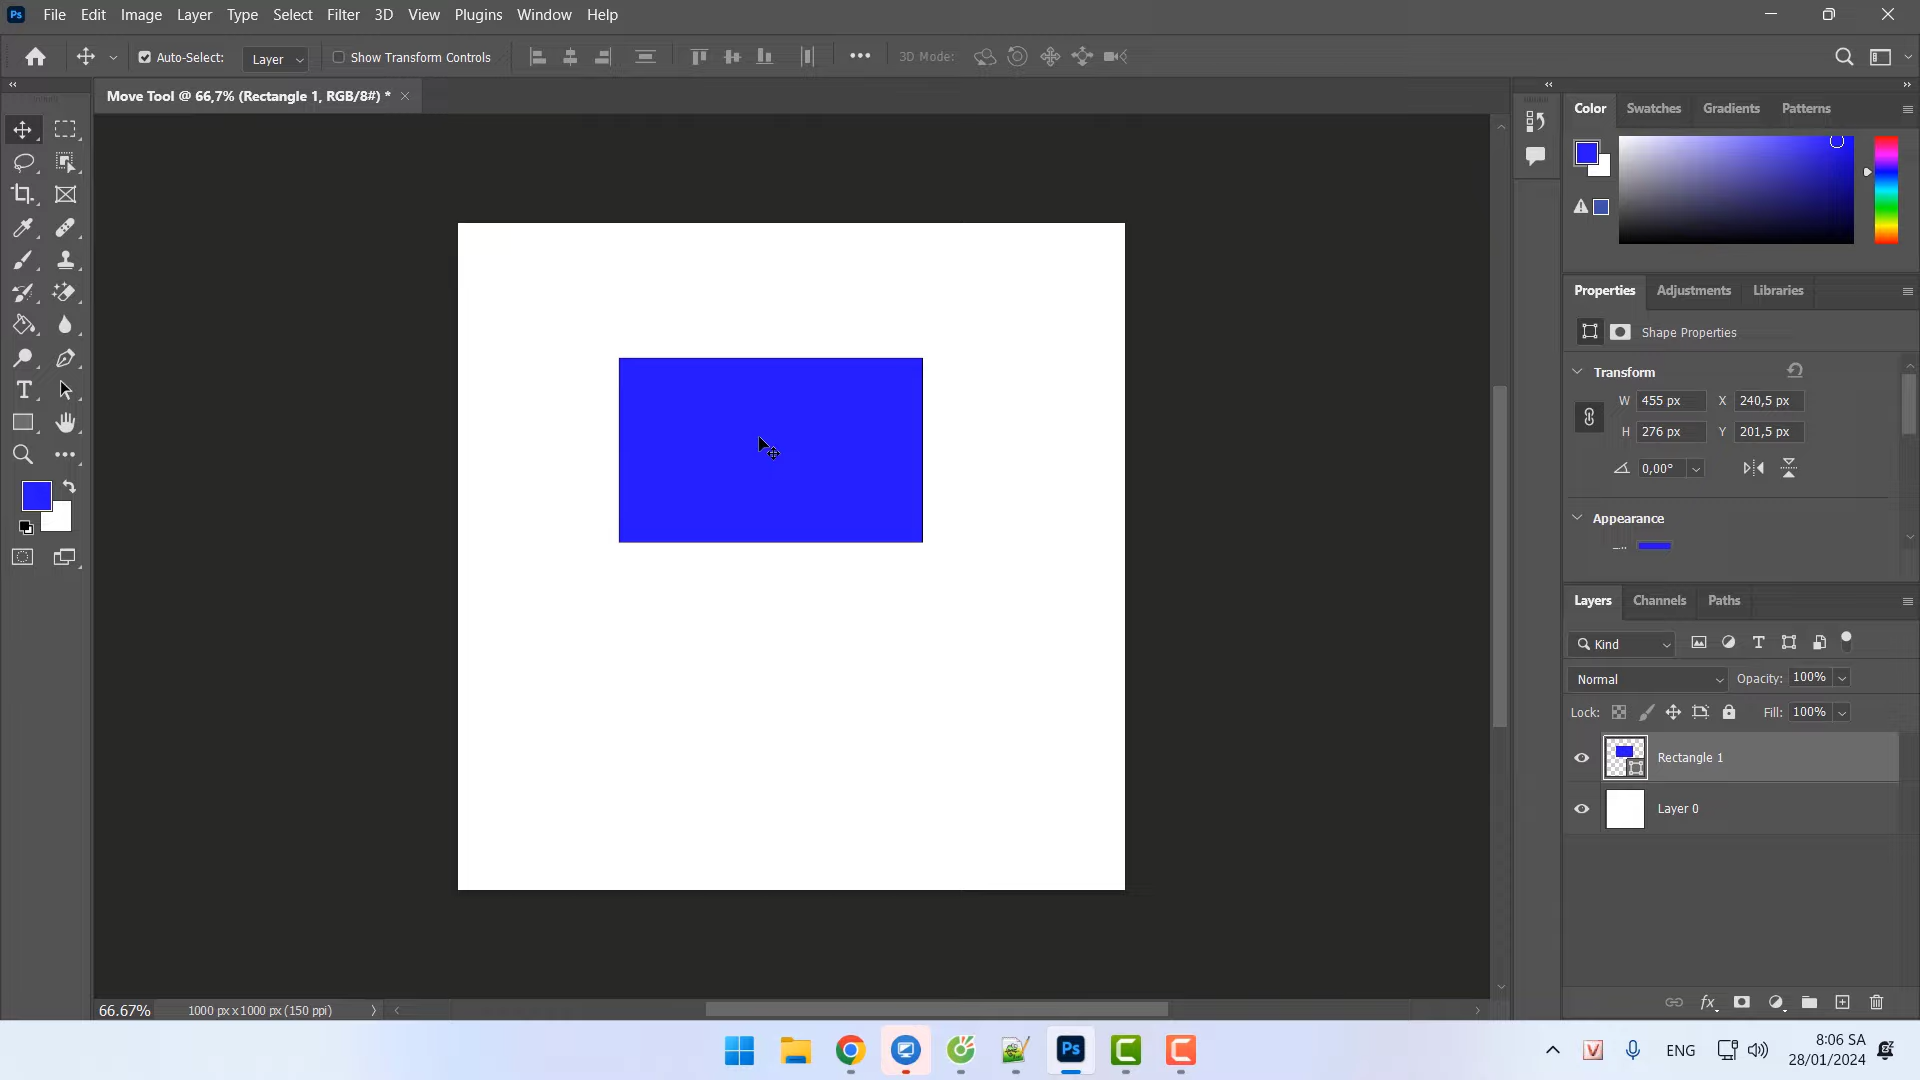 Ps File Edit Image Layer Type Select Filter 3D View Plugins Window Help
Auto-Select: Layer Show Transform Controls 3D Mode:
Move Tool @ 66,7% (Rectangle 1, RGB/8#) *
Color Swatches Gradients Patterns
Properties Adjustments Libraries
Shape Properties
Transform
W 455 px X 240,5 px
H 276 px Y 201,5 px
0,00°
Appearance
Layers Channels Paths
Kind
Normal Opacity: 100%
Lock: Fill: 100%
Rectangle 1
Layer 0
fx
66.67% 1000 px x 1000 px (150 ppi)
Ps
ENG
8:06 SA
28/01/2024